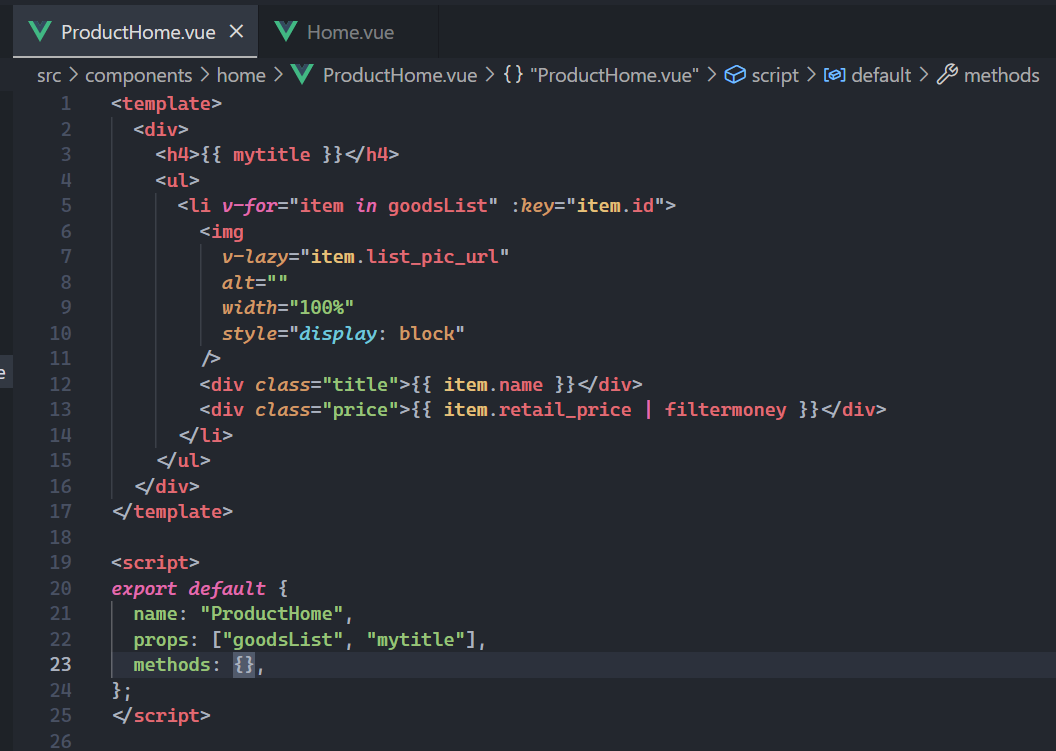 ProductHome.vue × Home.vue
src > components > home > ProductHome.vue > {} "ProductHome.vue" > script > default > methods
1 <template>
2 <div>
3 <h4>{{ mytitle }}</h4>
4 <ul>
5 <li v-for="item in goodsList" :key="item.id">
6 <img
7 v-lazy="item.list_pic_url"
8 alt=""
9 width="100%"
10 style="display: block"
11 />
12 <div class="title">{{ item.name }}</div>
13 <div class="price">{{ item.retail_price | filtermoney }}</div>
14 </li>
15 </ul>
16 </div>
17 </template>
18
19 <script>
20 export default {
21 name: "ProductHome",
22 props: ["goodsList", "mytitle"],
23 methods: {},
24 };
25 </script>
26